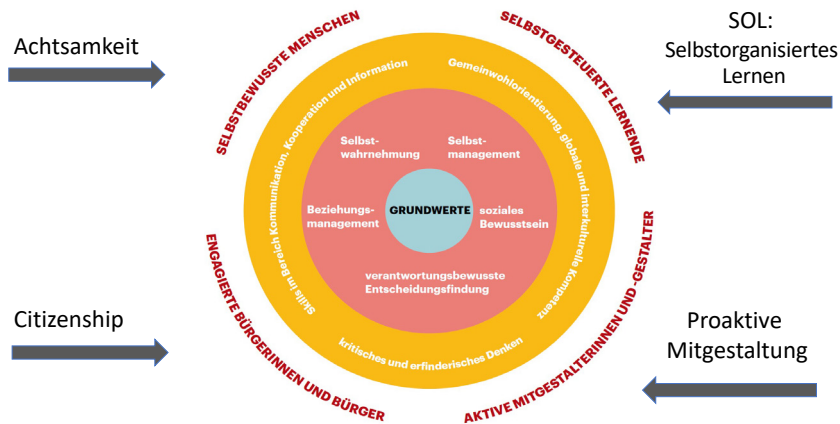 Achtsamkeit
SOL:
Selbstorganisiertes
Lernen
SELBSTBEWUSSTE MENSCHEN
SELBSTGESTEUERTE LERNENDE
Skills im Bereich Kommunikation, Kooperation und Information
Gemeinwohlorientierung, globale und interkulturelle Kompetenz
Selbst-
wahrnehmung
Selbst-
management
Beziehungs-
management
GRUNDWERTE
soziales
Bewusstsein
verantwortungsbewusste
Entscheidungsfindung
kritisches und erfinderisches Denken
ENGAGIERTE BÜRGERINNEN UND BÜRGER
AKTIVE MITGESTALTERINNEN UND -GESTALTER
Citizenship
Proaktive
Mitgestaltung